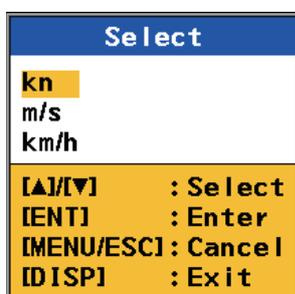 Select
kn
m/s
km/h
[▲]/[▼] :Select
[ENT] :Enter
[MENU/ESC]:Cancel
[DISP] :Exit